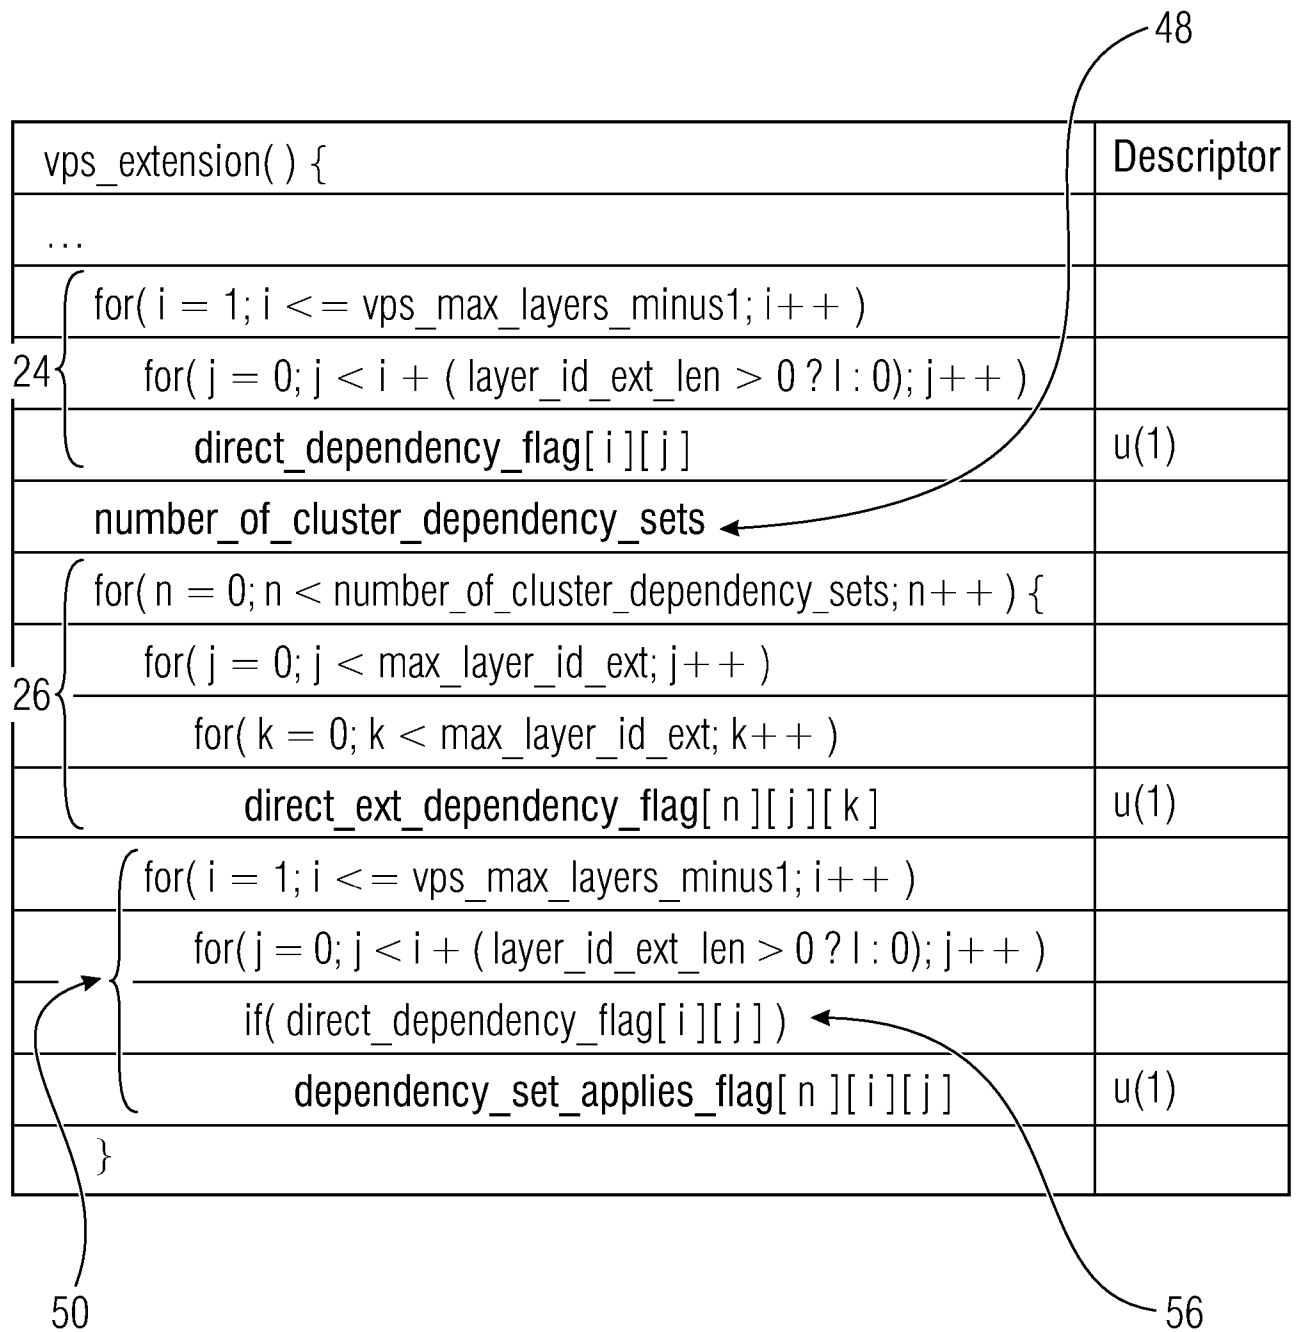 48
vps_extension( ) {
Descriptor
...
for( i = 1; i <= vps_max_layers_minus1; i++ )
24
for( j = 0; j < i + ( layer_id_ext_len > 0 ? l : 0); j++ )
direct_dependency_flag[ i ][ j ]
u(1)
number_of_cluster_dependency_sets
for( n = 0; n < number_of_cluster_dependency_sets; n++ ) {
for( j = 0; j < max_layer_id_ext; j++ )
26
for( k = 0; k < max_layer_id_ext; k++ )
direct_ext_dependency_flag[ n ][ j ][ k ]
u(1)
for( i = 1; i <= vps_max_layers_minus1; i++ )
for( j = 0; j < i + ( layer_id_ext_len > 0 ? l : 0); j++ )
if( direct_dependency_flag[ i ][ j ] )
dependency_set_applies_flag[ n ][ i ][ j ]
u(1)
}
50
56